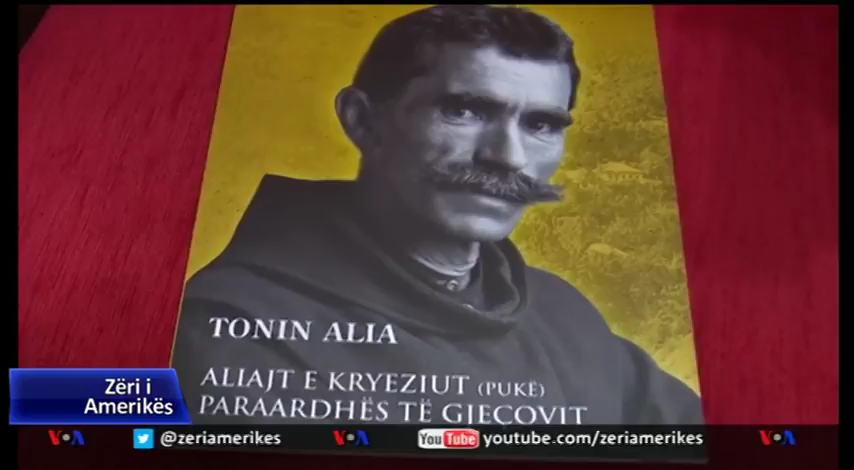 TONIN ALIA
ALIAJT E KRYEZIUT (PUKË)
PARAARDHËS TË GJEÇOVIT
Zëri i
Amerikës
VOA @zeriamerikes VOA YouTube youtube.com/zeriamerikes VOA